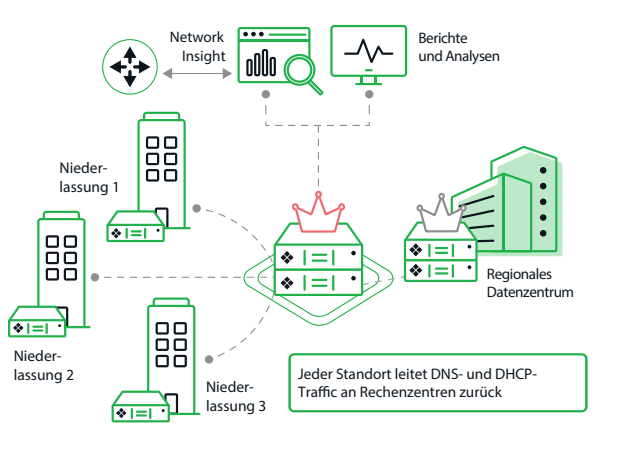 Network
Insight
Berichte
und Analysen
Nieder-
lassung 1
Regionales
Datenzentrum
Nieder-
lassung 2
Nieder-
lassung 3
Jeder Standort leitet DNS- und DHCP-
Traffic an Rechenzentren zurück